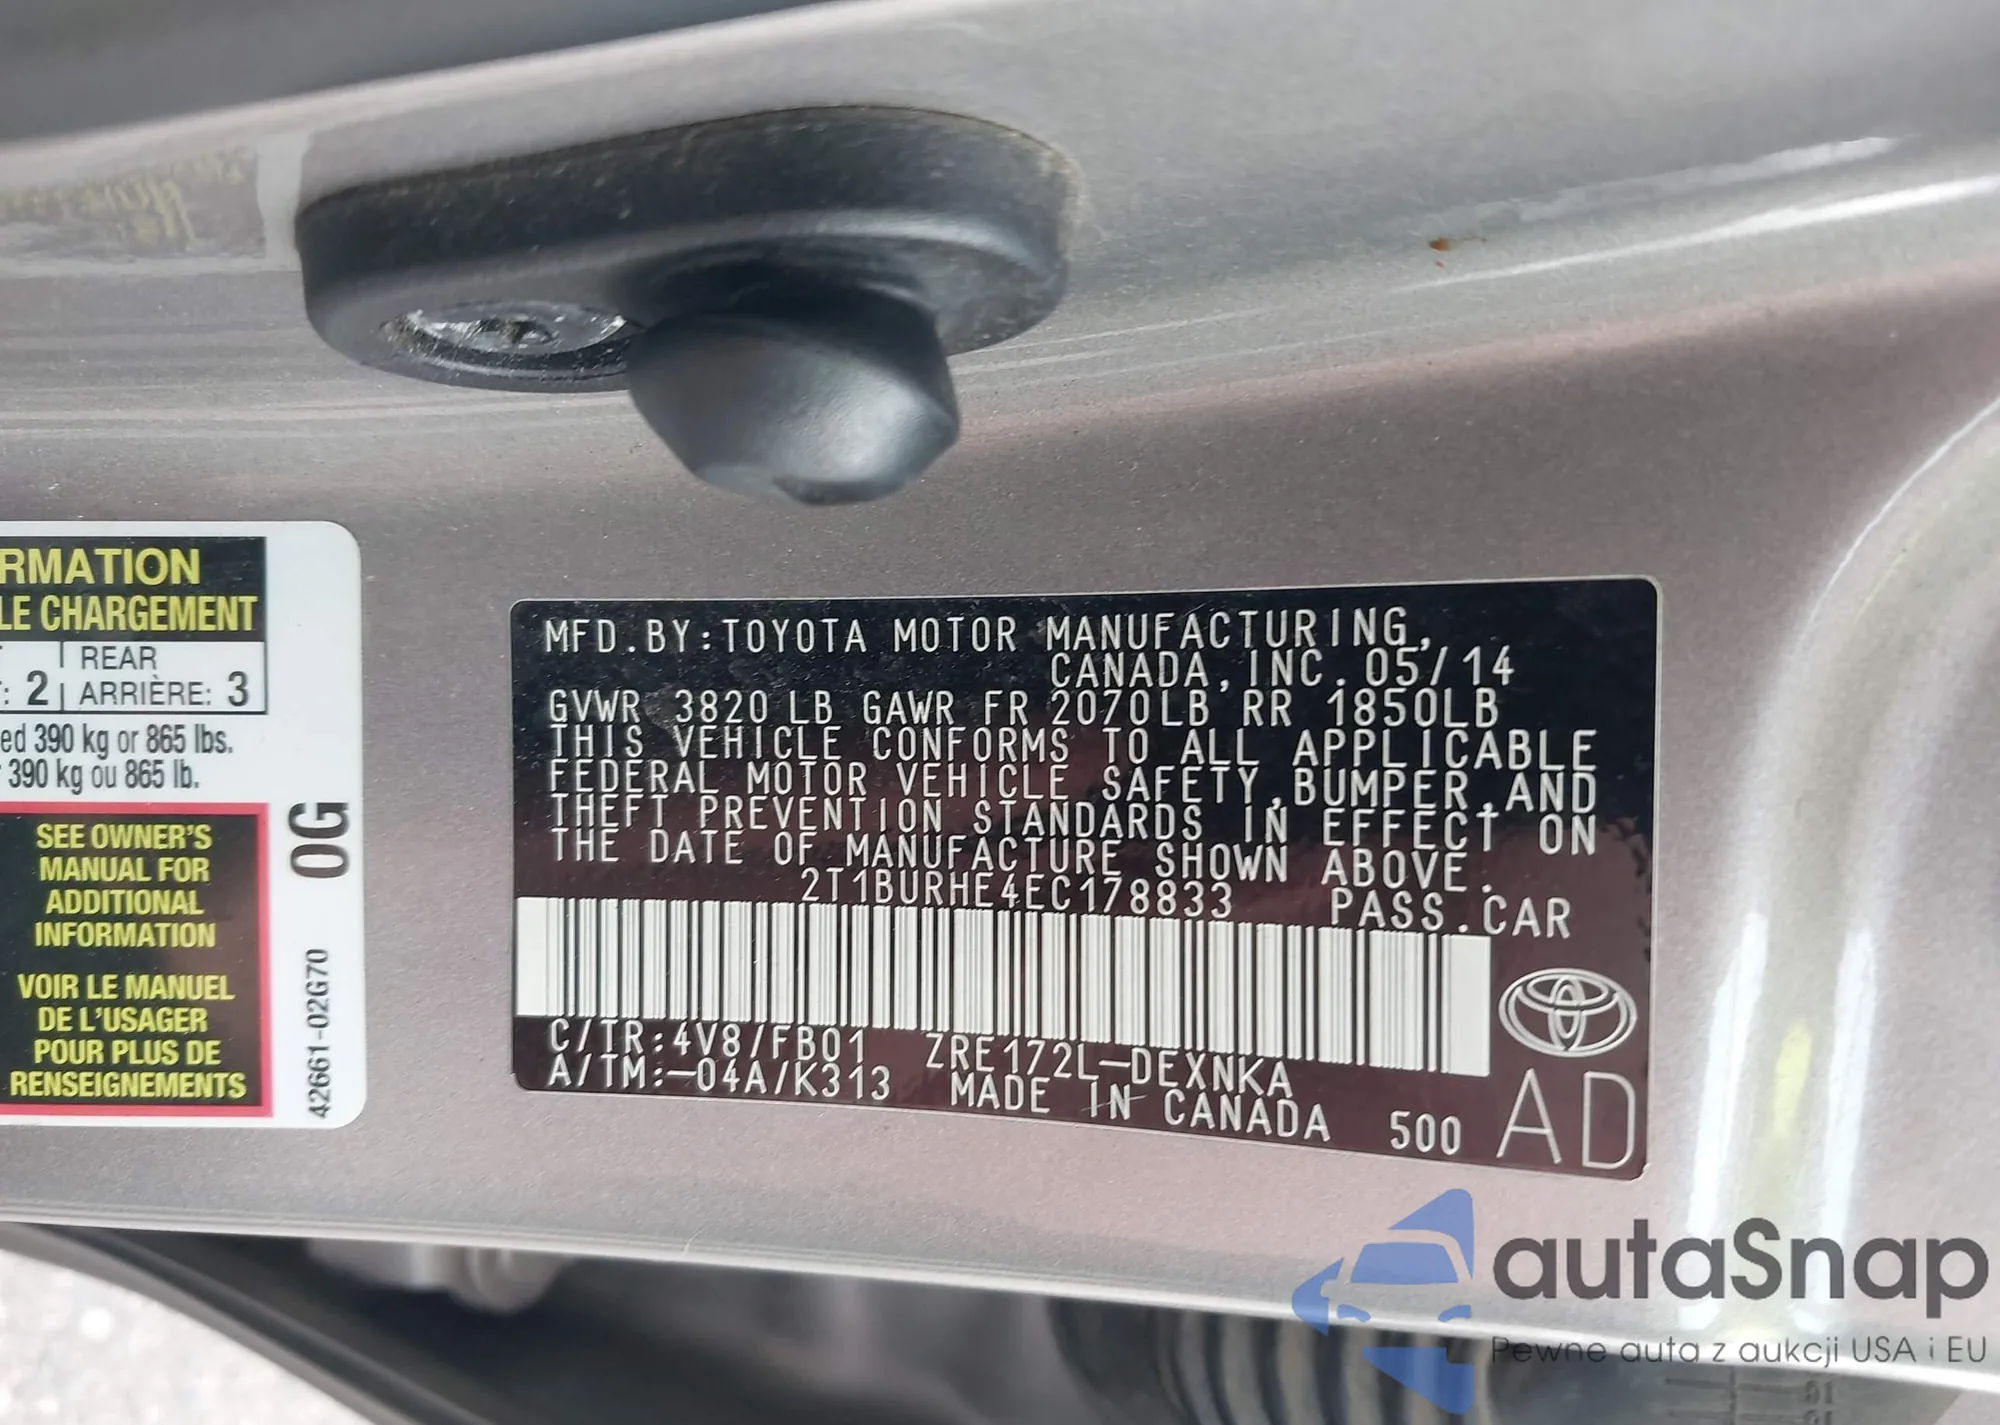 RMATION
LE CHARGEMENT
REAR
: 2 ARRIÈRE: 3
ed 390 kg or 865 lbs.
390 kg ou 865 lb.
SEE OWNER'S
MANUAL FOR
ADDITIONAL
INFORMATION
VOIR LE MANUEL
DE L'USAGER
POUR PLUS DE
RENSEIGNEMENTS
0G
42661-02G70
MFD.BY:TOYOTA MOTOR MANUFACTURING,
CANADA,INC. 05/14
GVWR 3820 LB GAWR FR 2070LB RR 1850LB
THIS VEHICLE CONFORMS TO ALL APPLICABLE
FEDERAL MOTOR VEHICLE SAFETY,BUMPER,AND
THEFT PREVENTION STANDARDS IN EFFECT ON
THE DATE OF MANUFACTURE SHOWN ABOVE.
2T1BURHE4EC178833 PASS.CAR
C/TR:4V8/FB01 ZRE172L-DEXNKA
A/TM:-04A/K313 MADE IN CANADA 500
AD
autaSnap
Pewne auta z aukcji USA i EU